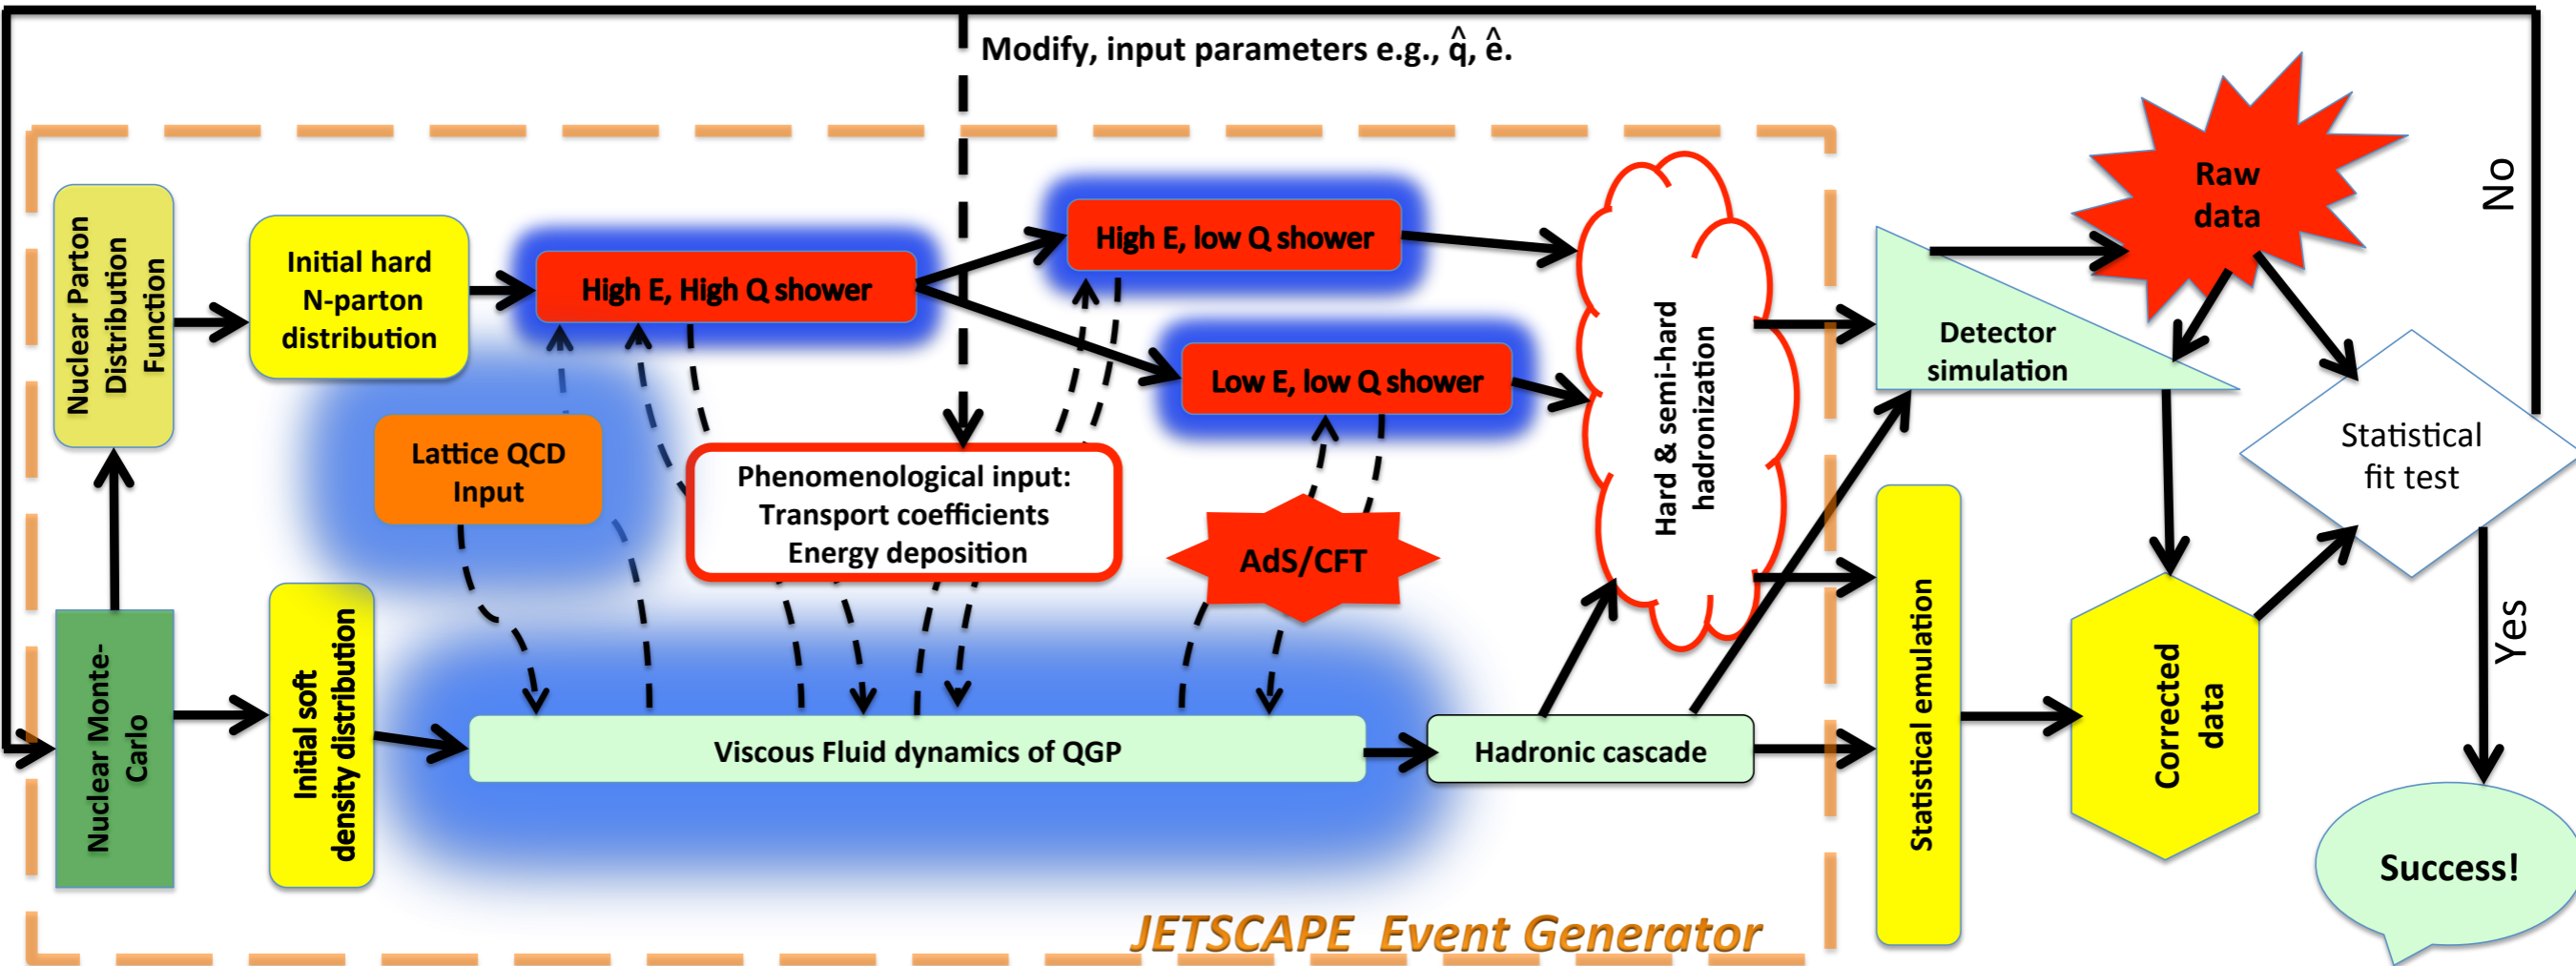 Modify, input parameters e.g., q̂, ê.
Raw
data
No
Nuclear Parton
Distribution
Function
Initial hard
N-parton
distribution
High E, High Q shower
High E, low Q shower
Low E, low Q shower
Hard & semi-hard
hadronization
Detector
simulation
Statistical
fit test
Lattice QCD
Input
Phenomenological input:
Transport coefficients
Energy deposition
AdS/CFT
Nuclear Monte-
Carlo
Initial soft
density distribution
Viscous Fluid dynamics of QGP
Hadronic cascade
Statistical emulation
Corrected
data
Yes
Success!
JETSCAPE Event Generator